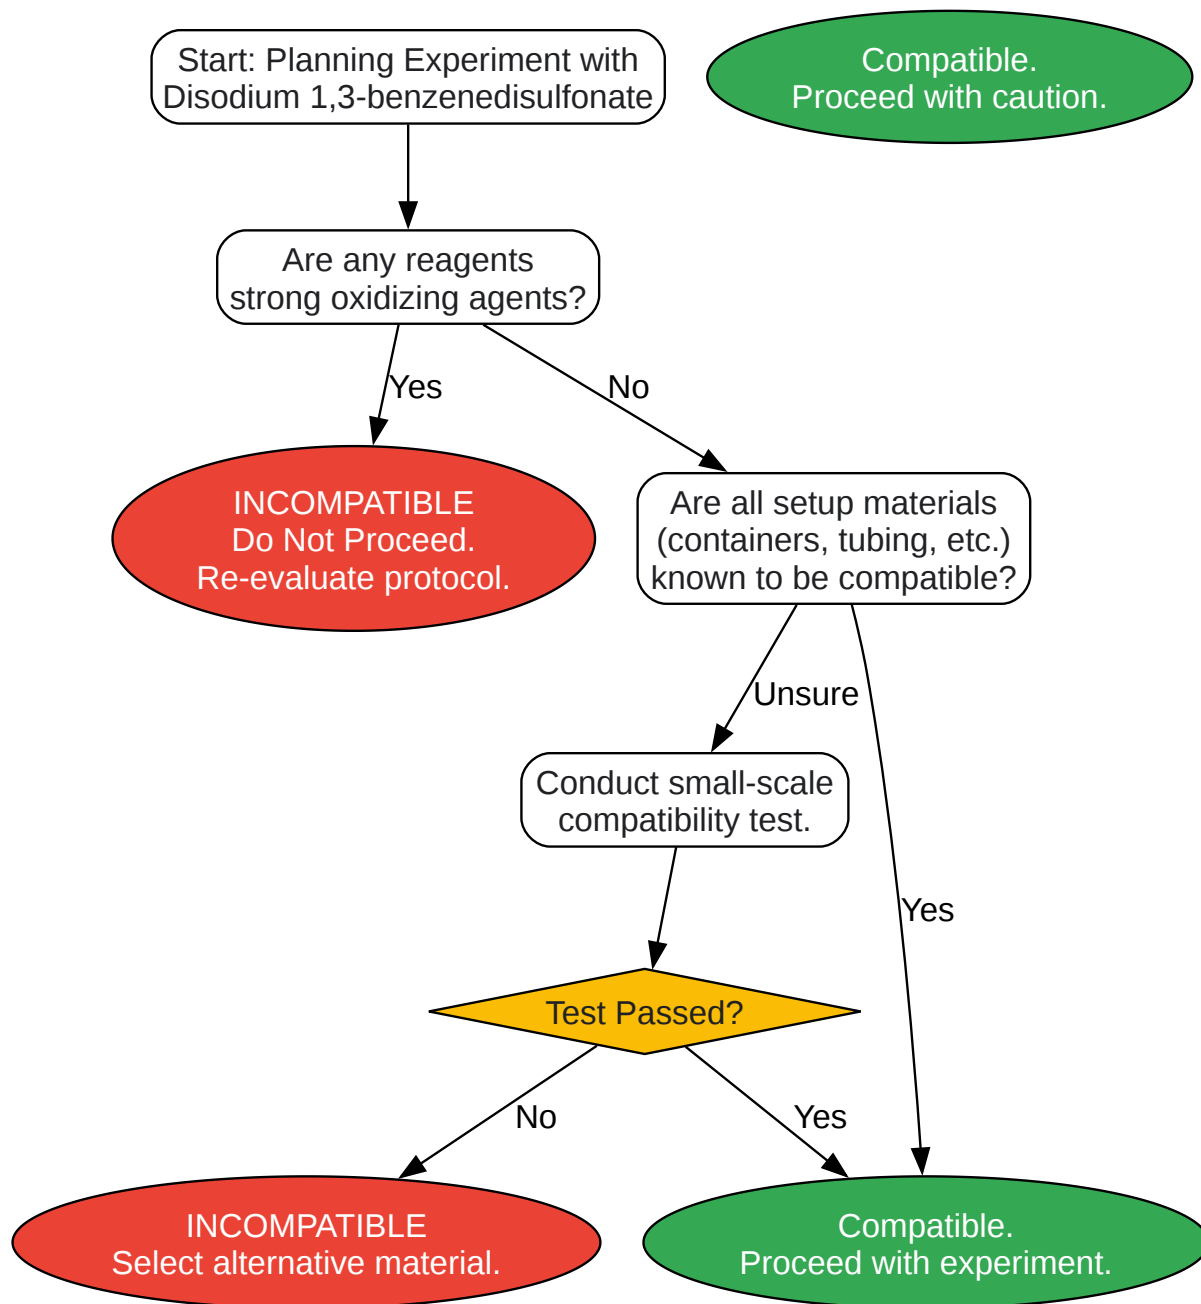 Start: Planning Experiment with
Disodium 1,3-benzenedisulfonate
Compatible.
Proceed with caution.
Are any reagents
strong oxidizing agents?
Yes
No
INCOMPATIBLE
Do Not Proceed.
Re-evaluate protocol.
Are all setup materials
(containers, tubing, etc.)
known to be compatible?
Unsure
Conduct small-scale
compatibility test.
Yes
Test Passed?
No
Yes
INCOMPATIBLE
Select alternative material.
Compatible.
Proceed with experiment.